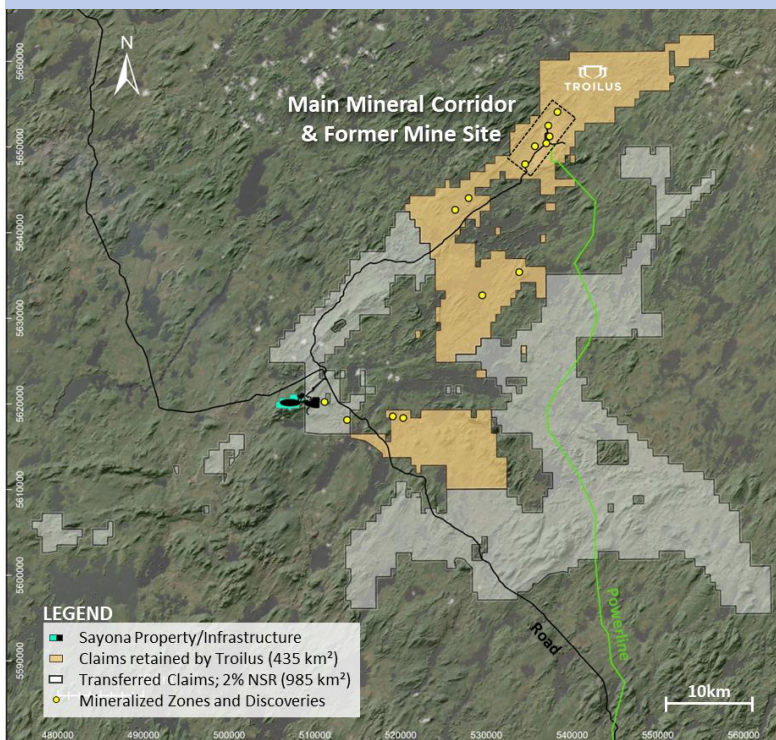 N
TROILUS
Main Mineral Corridor
& Former Mine Site
5660000
5650000
5640000
5630000
5620000
5610000
5600000
5590000
Road
Powerline
LEGEND
Sayona Property/Infrastructure
Claims retained by Troilus (435 km²)
Transferred Claims; 2% NSR (985 km²)
Mineralized Zones and Discoveries
10km
480000 490000 500000 510000 520000 530000 540000 550000 560000